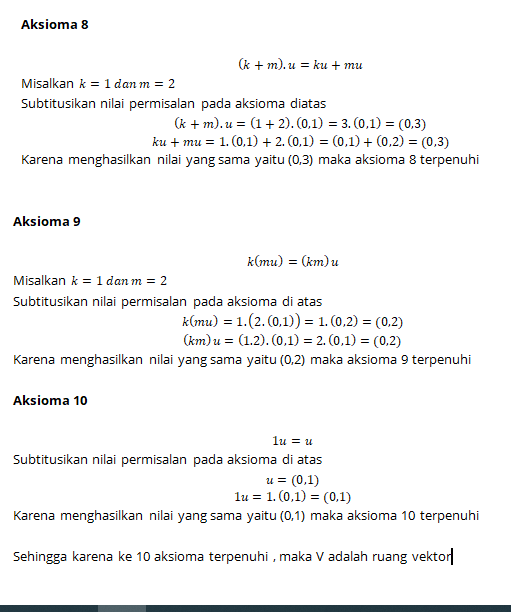 Aksioma 8
(k + m). u = ku + mu
Misalkan k = 1 dan m = 2
Subtitusikan nilai permisalan pada aksioma diatas
(k + m). u = (1 + 2). (0,1) = 3. (0,1) = (0,3)
ku + mu = 1. (0,1) + 2. (0,1) = (0,1) + (0,2) = (0,3)
Karena menghasilkan nilai yang sama yaitu (0,3) maka aksioma 8 terpenuhi
Aksioma 9
k(mu) = (km)u
Misalkan k = 1 dan m = 2
Subtitusikan nilai permisalan pada aksioma di atas
k(mu) = 1.(2. (0,1)) = 1. (0,2) = (0,2)
(km)u = (1.2). (0,1) = 2. (0,1) = (0,2)
Karena menghasilkan nilai yang sama yaitu (0,2) maka aksioma 9 terpenuhi
Aksioma 10
1u = u
Subtitusikan nilai permisalan pada aksioma di atas
u = (0,1)
1u = 1. (0,1) = (0,1)
Karena menghasilkan nilai yang sama yaitu (0,1) maka aksioma 10 terpenuhi
Sehingga karena ke 10 aksioma terpenuhi , maka V adalah ruang vektor